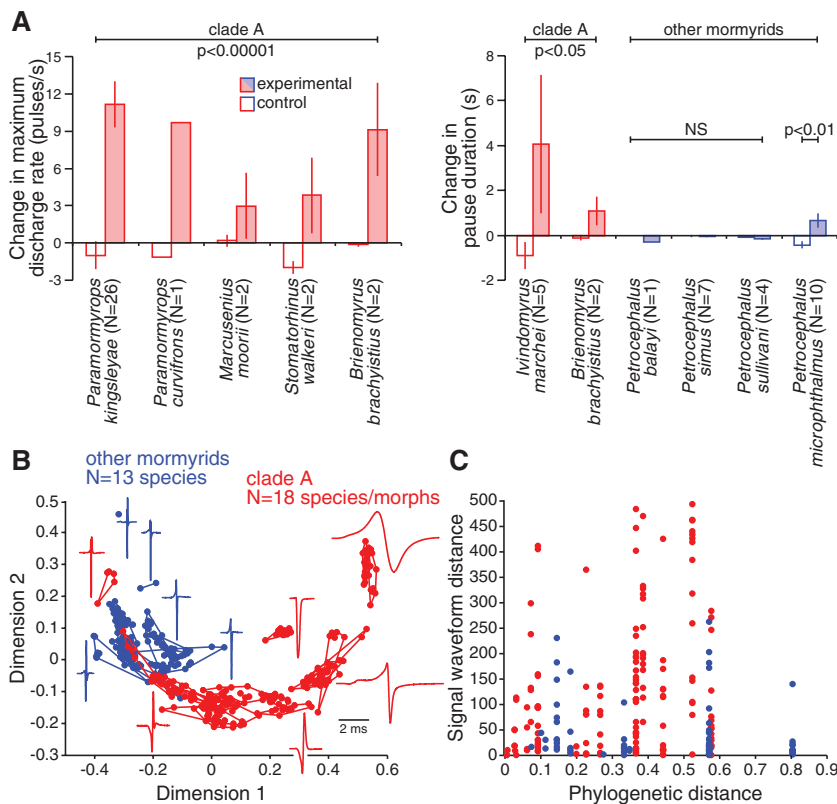 A
clade A
p<0.00001
experimental
control
Change in maximum
discharge rate (pulses/s)
15
12
9
6
3
0
-3
Paramormyrops
kingsleyae (N=26)
Paramormyrops
curvifrons (N=1)
Marcusenius
moorii (N=2)
Stomatorhinus
walkeri (N=2)
Brienomyrus
brachyistius (N=2)
clade A
p<0.05
other mormyrids
NS
p<0.01
Change in
pause duration (s)
8
6
4
2
0
-2
Ivindomyrus
marchei (N=5)
Brienomyrus
brachyistius (N=2)
Petrocephalus
balayi (N=1)
Petrocephalus
simus (N=7)
Petrocephalus
sullivani (N=4)
Petrocephalus
microphthalmus (N=10)
B
other mormyrids
N=13 species
clade A
N=18 species/morphs
Dimension 2
0.5
0.4
0.3
0.2
0.1
0
-0.1
-0.2
-0.3
-0.4
-0.2
0
0.2
0.4
0.6
2 ms
Dimension 1
C
Signal waveform distance
500
450
400
350
300
250
200
150
100
50
0
0
0.1
0.2
0.3
0.4
0.5
0.6
0.7
0.8
0.9
Phylogenetic distance